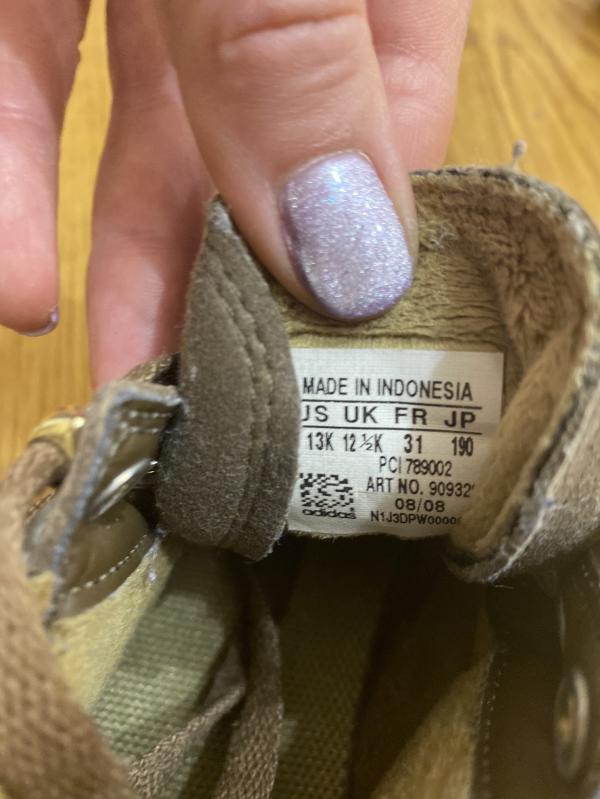 MADE IN INDONESIA
US UK FR JP
13K 12½K 31 190
PCI 789002
ART NO. 90932
08/08
adidas N1J3DPW0000